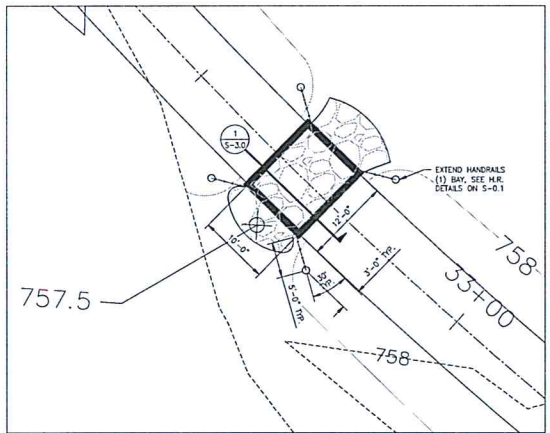 1
S-3.0
EXTEND HANDRAILS
(1) BAY, SEE H.R.
DETAILS ON S-0.1
12'-0"
10'-0"
758
3'-0" TYP.
TYP.
5'-0" TYP.
33+00
757.5
758